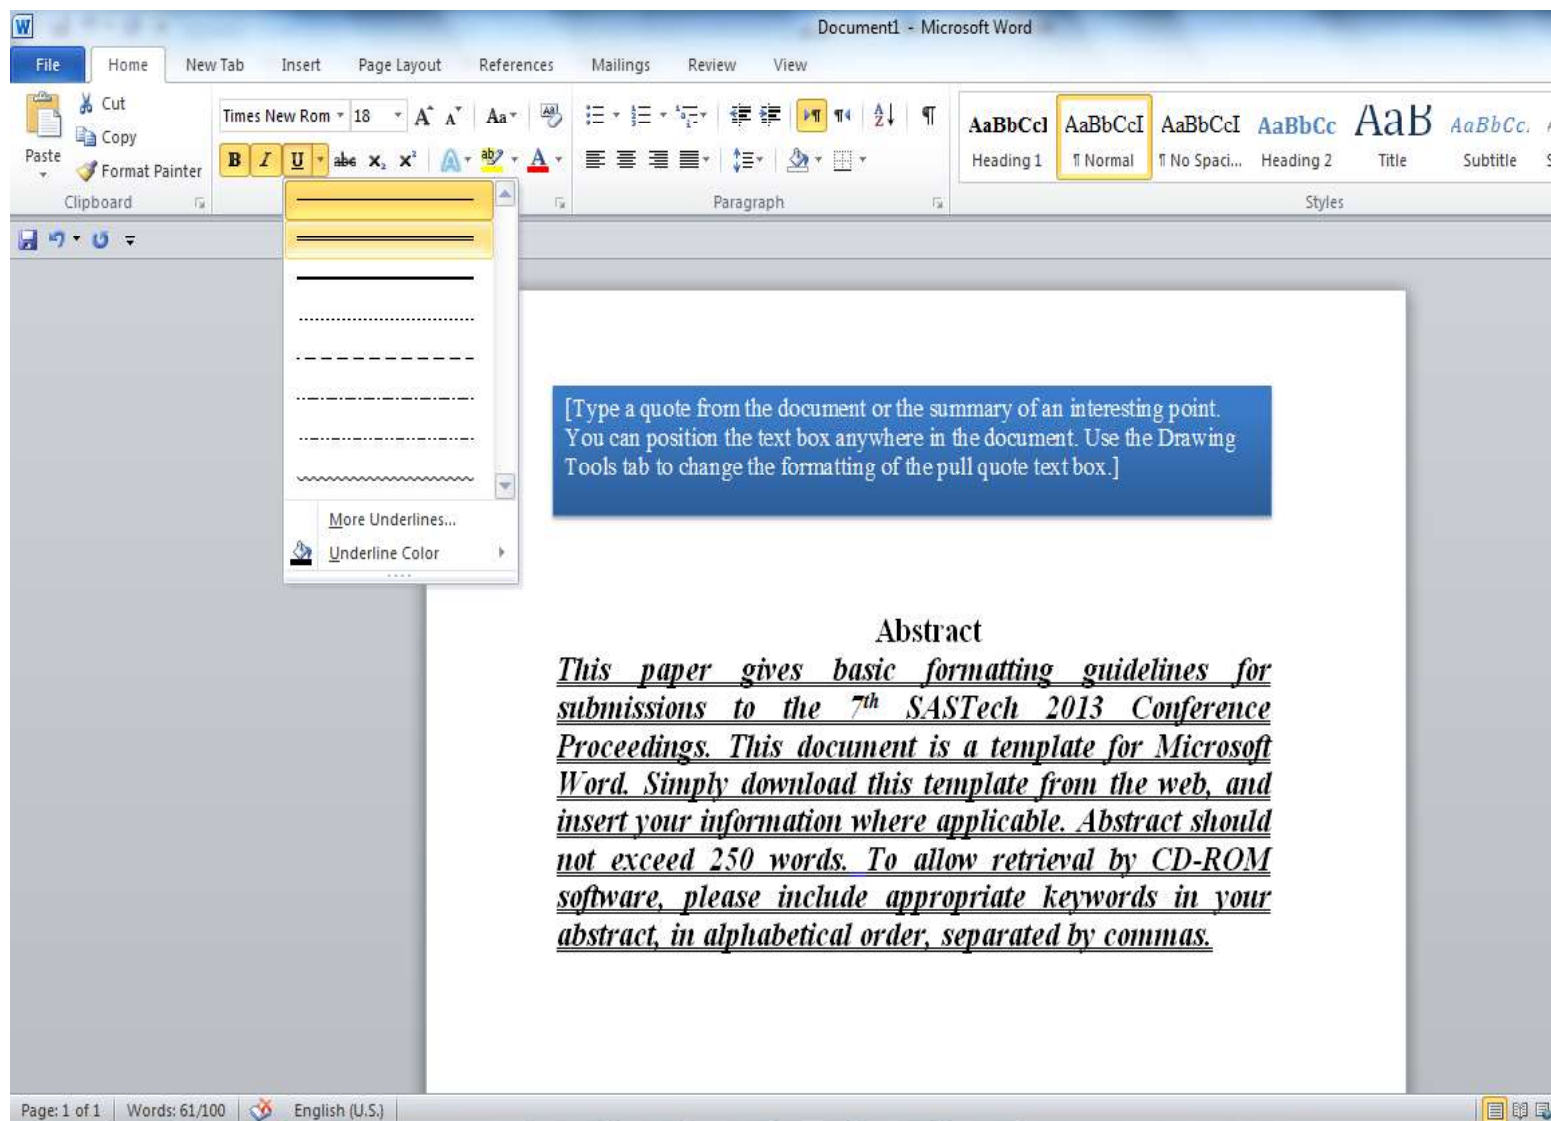 W
Document1 - Microsoft Word
File Home New Tab Insert Page Layout References Mailings Review View
Paste
Cut
Copy
Format Painter
Clipboard
Times New Rom 18 A A Aa
B I U abc x₂ x² A ab A
Paragraph
AaBbCcI AaBbCcI AaBbCcI AaBbCc AaB AaBbCc.
Heading 1 ¶ Normal ¶ No Spaci... Heading 2 Title Subtitle
Styles
More Underlines...
Underline Color
[Type a quote from the document or the summary of an interesting point.
You can position the text box anywhere in the document. Use the Drawing
Tools tab to change the formatting of the pull quote text box.]
Abstract
This paper gives basic formatting guidelines for
submissions to the 7th SASTech 2013 Conference
Proceedings. This document is a template for Microsoft
Word. Simply download this template from the web, and
insert your information where applicable. Abstract should
not exceed 250 words. To allow retrieval by CD-ROM
software, please include appropriate keywords in your
abstract, in alphabetical order, separated by commas.
Page: 1 of 1 Words: 61/100 English (U.S.)